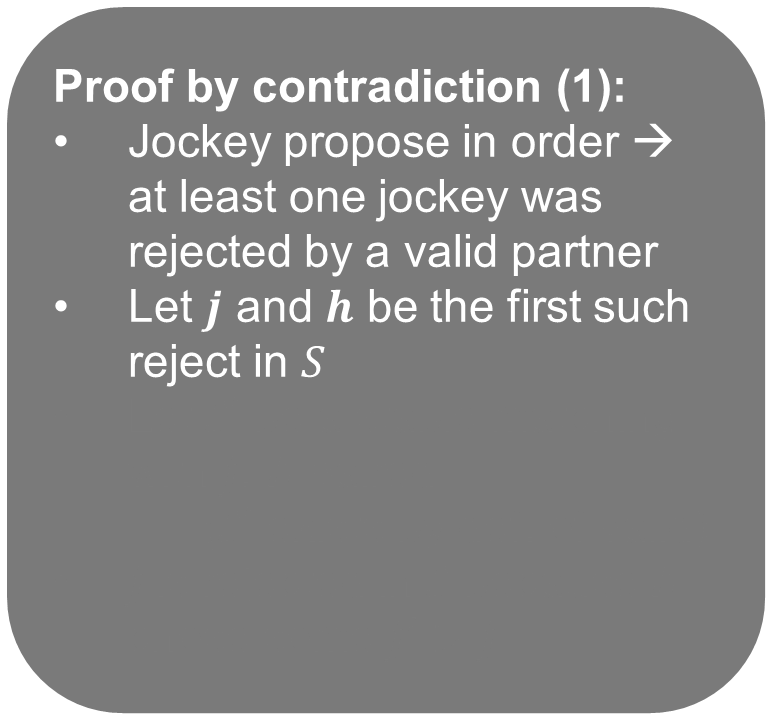 Proof by contradiction (1):
• Jockey propose in order →
at least one jockey was
rejected by a valid partner
• Let j and h be the first such
reject in S